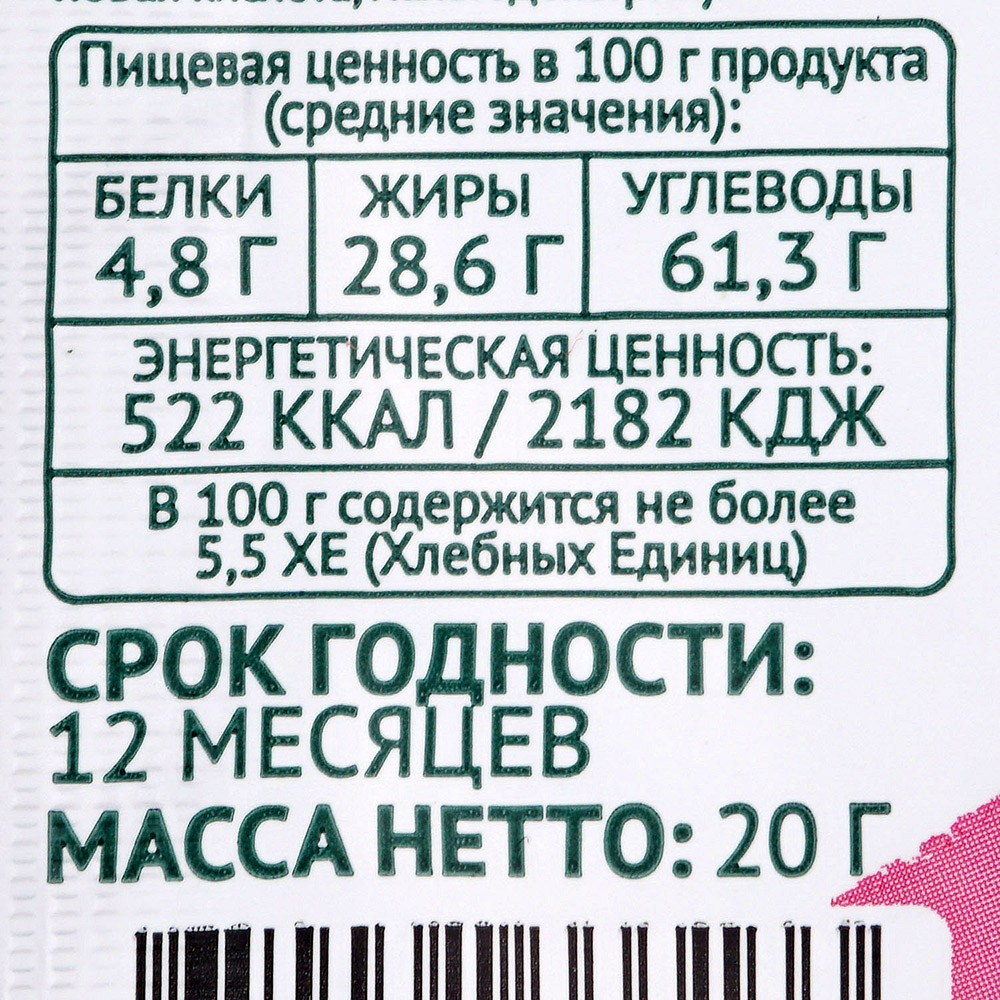 Пищевая ценность в 100 г продукта
(средние значения):
БЕЛКИ ЖИРЫ УГЛЕВОДЫ
4,8 Г 28,6 Г 61,3 Г
ЭНЕРГЕТИЧЕСКАЯ ЦЕННОСТЬ:
522 ККАЛ / 2182 КДЖ
В 100 г содержится не более
5,5 ХЕ (Хлебных Единиц)
СРОК ГОДНОСТИ:
12 МЕСЯЦЕВ
МАССА НЕТТО: 20 Г